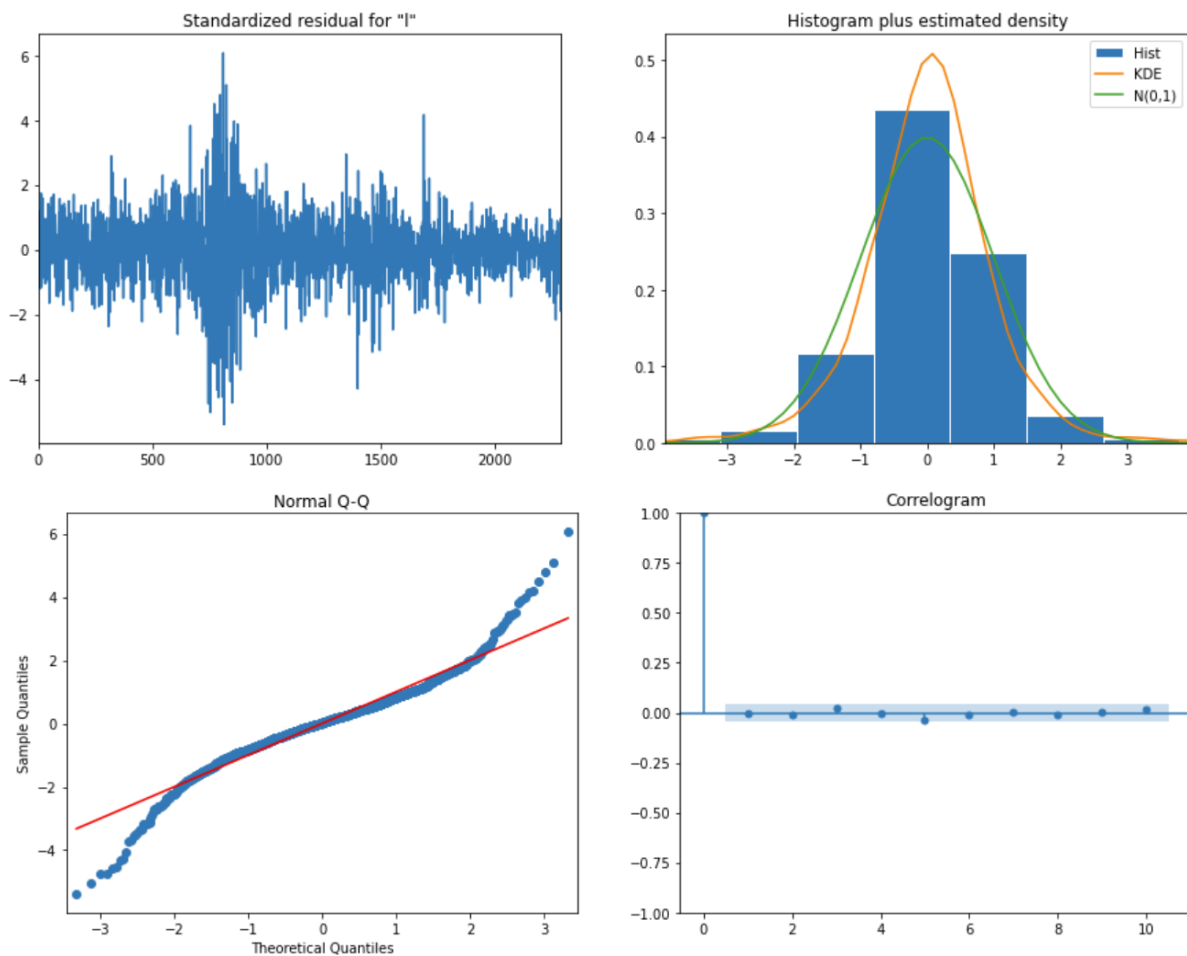 Standardized residual for "l"
6
4
2
0
−2
−4
0 500 1000 1500 2000
Histogram plus estimated density
Hist
KDE
N(0,1)
0.5
0.4
0.3
0.2
0.1
0.0
−3 −2 −1 0 1 2 3
Normal Q-Q
Sample Quantiles
6
4
2
0
−2
−4
−3 −2 −1 0 1 2 3
Theoretical Quantiles
Correlogram
1.00
0.75
0.50
0.25
0.00
−0.25
−0.50
−0.75
−1.00
0 2 4 6 8 10